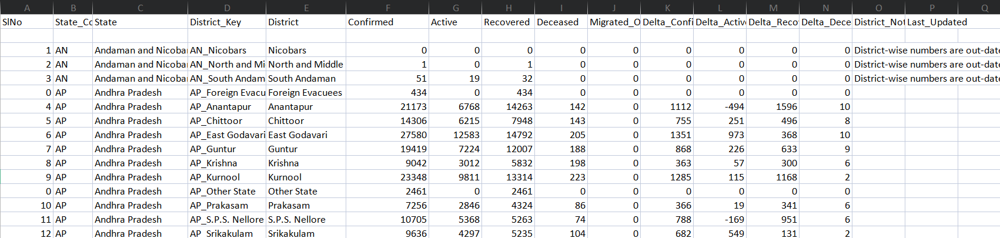 A B C D E F G H I J K L M N O P Q
SlNo State_Cc State District_Key District Confirmed Active Recovered Deceased Migrated_O Delta_Confi Delta_Activ Delta_Reco Delta_Dece District_Not Last_Updated
1 AN Andaman and Nicobar AN_Nicobars Nicobars 0 0 0 0 0 0 0 0 0 District-wise numbers are out-date
2 AN Andaman and Nicobar AN_North and Mi North and Middle 1 0 1 0 0 0 0 0 0 District-wise numbers are out-date
3 AN Andaman and Nicobar AN_South Andam South Andaman 51 19 32 0 0 0 0 0 0 District-wise numbers are out-date
0 AP Andhra Pradesh AP_Foreign Evacu Foreign Evacuees 434 0 434 0 0 0 0 0 0
4 AP Andhra Pradesh AP_Anantapur Anantapur 21173 6768 14263 142 0 1112 -494 1596 10
5 AP Andhra Pradesh AP_Chittoor Chittoor 14306 6215 7948 143 0 755 251 496 8
6 AP Andhra Pradesh AP_East Godavari East Godavari 27580 12583 14792 205 0 1351 973 368 10
7 AP Andhra Pradesh AP_Guntur Guntur 19419 7224 12007 188 0 868 226 633 9
8 AP Andhra Pradesh AP_Krishna Krishna 9042 3012 5832 198 0 363 57 300 6
9 AP Andhra Pradesh AP_Kurnool Kurnool 23348 9811 13314 223 0 1285 115 1168 2
0 AP Andhra Pradesh AP_Other State Other State 2461 0 2461 0 0 0 0 0 0
10 AP Andhra Pradesh AP_Prakasam Prakasam 7256 2846 4324 86 0 366 19 341 6
11 AP Andhra Pradesh AP_S.P.S. Nellore S.P.S. Nellore 10705 5368 5263 74 0 788 -169 951 6
12 AP Andhra Pradesh AP_Srikakulam Srikakulam 9636 4297 5235 104 0 682 549 131 2